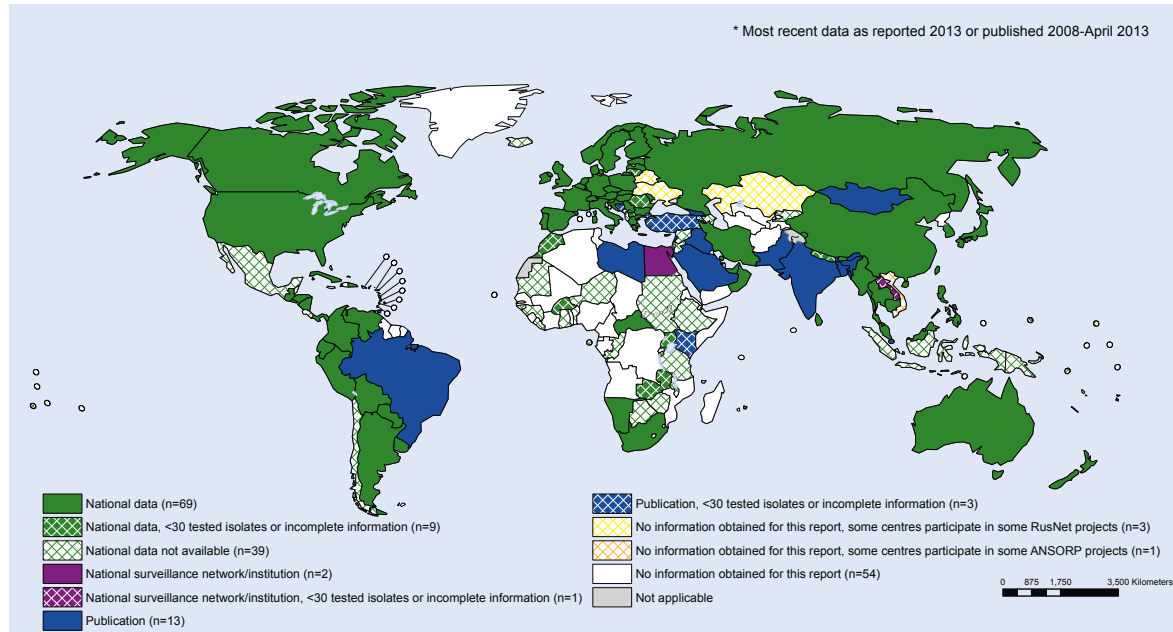 * Most recent data as reported 2013 or published 2008-April 2013
National data (n=69)
National data, <30 tested isolates or incomplete information (n=9)
National data not available (n=39)
National surveillance network/institution (n=2)
National surveillance network/institution, <30 tested isolates or incomplete information (n=1)
Publication (n=13)
Publication, <30 tested isolates or incomplete information (n=3)
No information obtained for this report, some centres participate in some RusNet projects (n=3)
No information obtained for this report, some centres participate in some ANSORP projects (n=1)
No information obtained for this report (n=54)
Not applicable
0 875 1,750 3,500 Kilometers